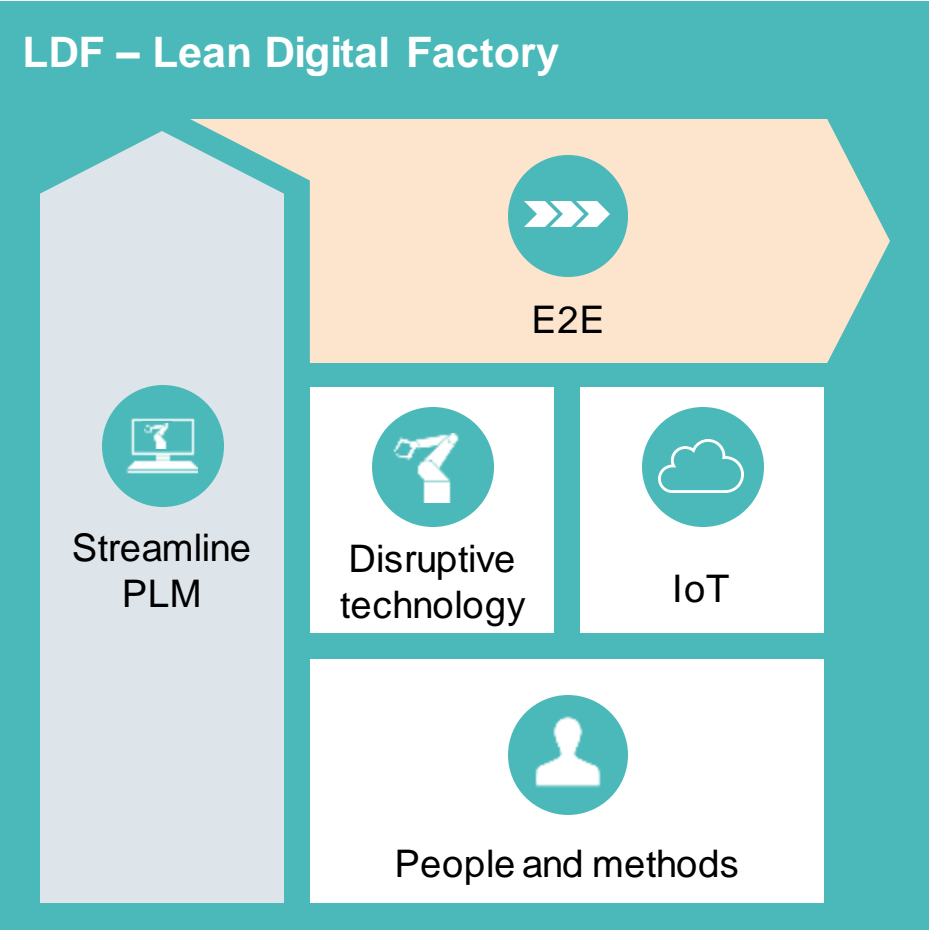 LDF – Lean Digital Factory
E2E
Streamline
PLM
Disruptive
technology
IoT
People and methods